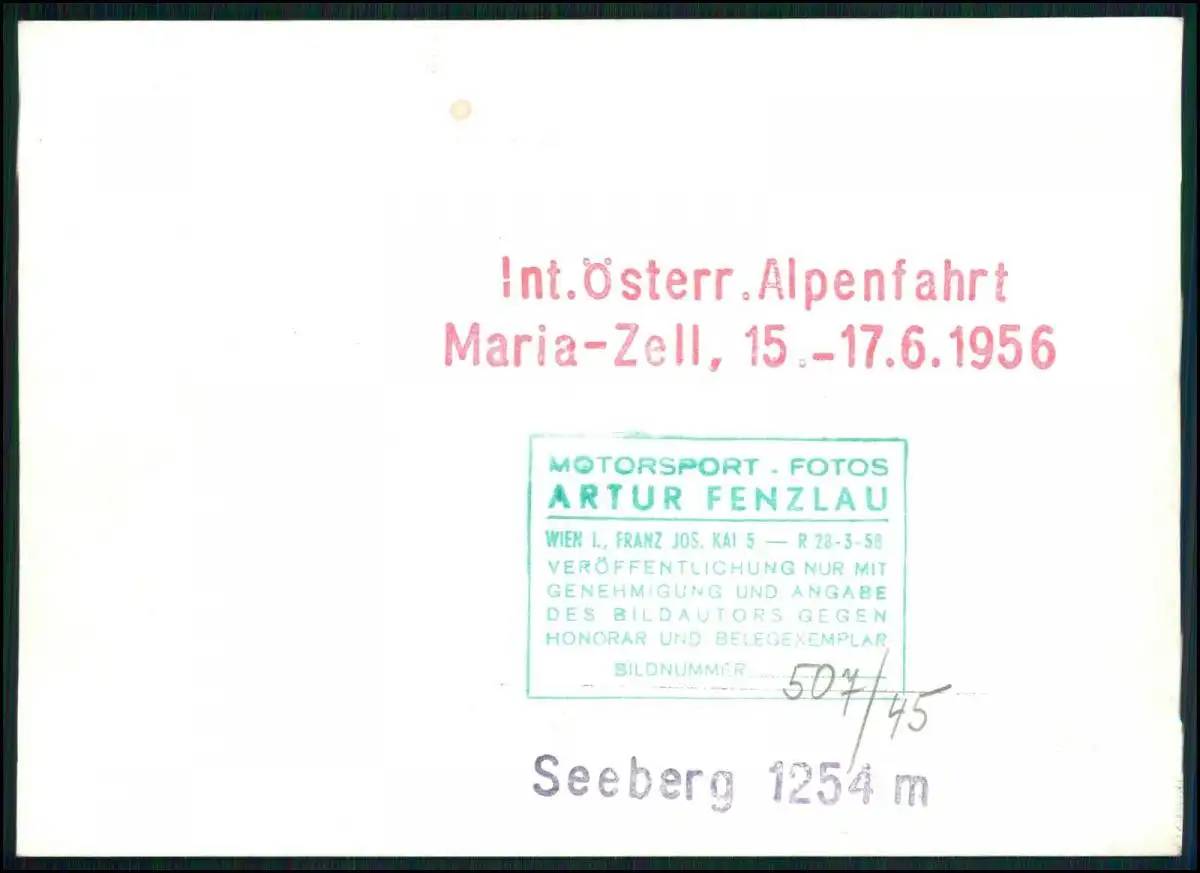 Int.Österr.Alpenfahrt
Maria-Zell, 15.-17.6.1956
MOTORSPORT - FOTOS
ARTUR FENZLAU
WIEN I., FRANZ JOS. KAI 5 — R 28-3-58
VERÖFFENTLICHUNG NUR MIT
GENEHMIGUNG UND ANGABE
DES BILDAUTORS GEGEN
HONORAR UND BELEGEXEMPLAR
BILDNUMMER 507/45
Seeberg 1254 m